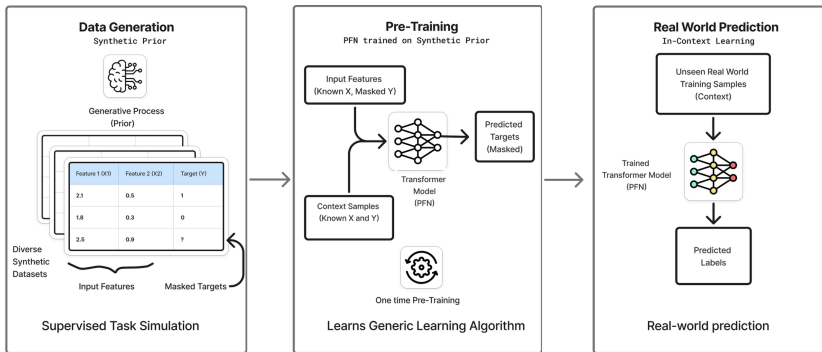 Data Generation
Synthetic Prior
Generative Process
(Prior)
Feature 1 (X1)
Feature 2 (X2)
Target (Y)
2.1
0.5
1
1.8
0.3
0
2.5
0.9
?
Diverse
Synthetic
Datasets
Input Features
Masked Targets
Supervised Task Simulation
Pre-Training
PFN trained on Synthetic Prior
Input Features
(Known X, Masked Y)
Predicted
Targets
(Masked)
Transformer
Model
(PFN)
Context Samples
(Known X and Y)
One time Pre-Training
Learns Generic Learning Algorithm
Real World Prediction
In-Context Learning
Unseen Real World
Training Samples
(Context)
Trained
Transformer Model
(PFN)
Predicted
Labels
Real-world prediction